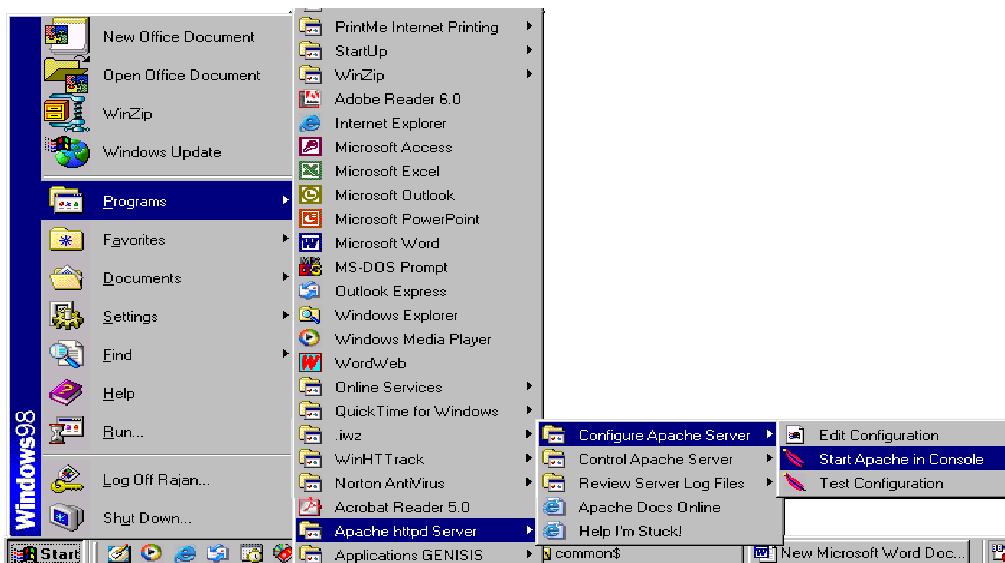 New Office Document
Open Office Document
WinZip
Windows Update
Programs
Favorites
Documents
Settings
Find
Help
Run...
Log Off Rajan...
Shut Down...
Windows98
PrintMe Internet Printing
StartUp
WinZip
Adobe Reader 6.0
Internet Explorer
Microsoft Access
Microsoft Excel
Microsoft Outlook
Microsoft PowerPoint
Microsoft Word
MS-DOS Prompt
Outlook Express
Windows Explorer
Windows Media Player
WordWeb
Online Services
QuickTime for Windows
.iwz
WinHTTrack
Norton AntiVirus
Acrobat Reader 5.0
Apache httpd Server
Applications GENISIS
Configure Apache Server
Control Apache Server
Review Server Log Files
Apache Docs Online
Help I'm Stuck!
Edit Configuration
Start Apache in Console
Test Configuration
Start
common$
New Microsoft Word Doc...